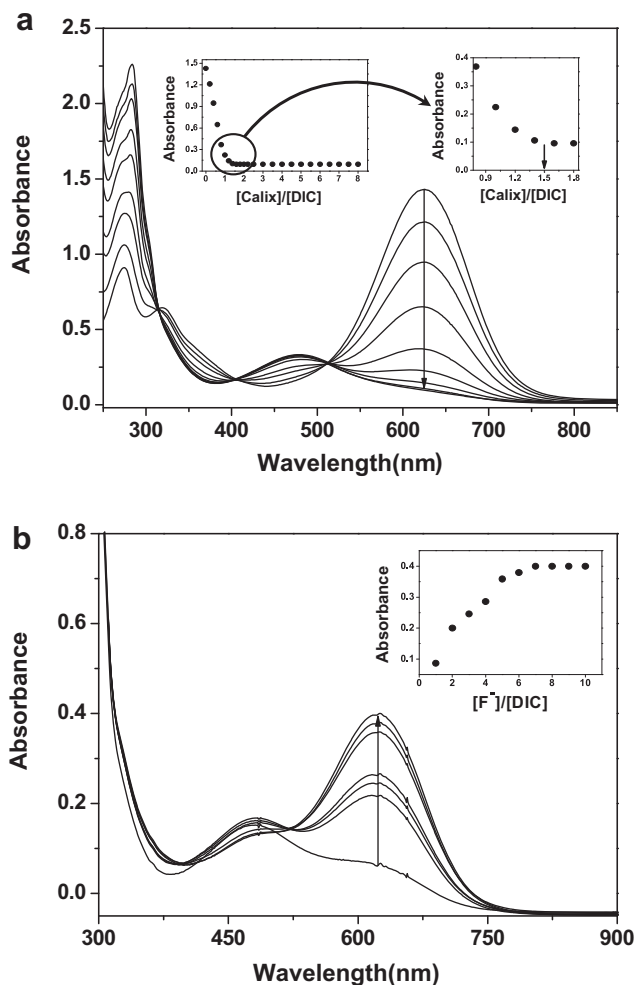 a
2.5
2.0
1.5
1.0
0.5
0.0
Absorbance
300 400 500 600 700 800
Wavelength(nm)
1.5
1.2
0.9
0.6
0.3
0.0
Absorbance
0 1 2 3 4 5 6 7 8
[Calix]/[DIC]
0.4
0.3
0.2
0.1
0.0
Absorbance
0.9 1.2 1.5 1.8
[Calix]/[DIC]
b
0.8
0.6
0.4
0.2
0.0
Absorbance
300 450 600 750 900
Wavelength(nm)
0.4
0.3
0.2
0.1
Absorbance
0 2 4 6 8 10
[F⁻]/[DIC]